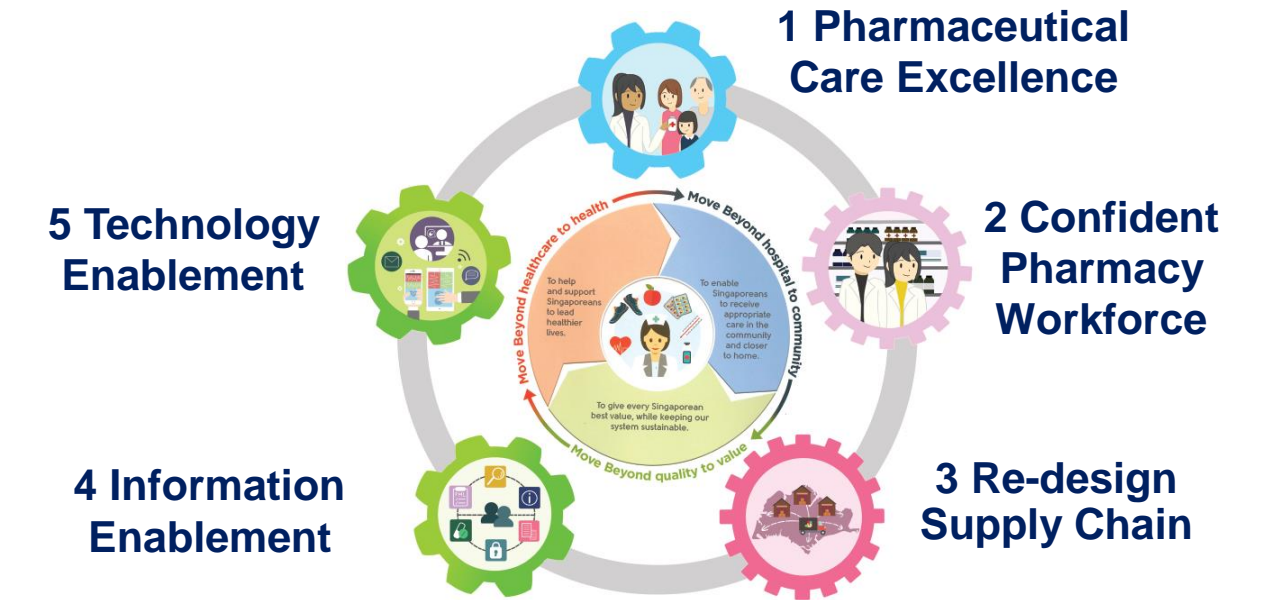 1 Pharmaceutical
Care Excellence
2 Confident
Pharmacy
Workforce
3 Re-design
Supply Chain
4 Information
Enablement
5 Technology
Enablement
Move Beyond healthcare to health
Move Beyond hospital to community
Move Beyond quality to value
To help
and support
Singaporeans
to lead
healthier
lives.
To enable
Singaporeans
to receive
appropriate
care in the
community
and closer
to home.
To give every Singaporean
best value, while keeping our
system sustainable.